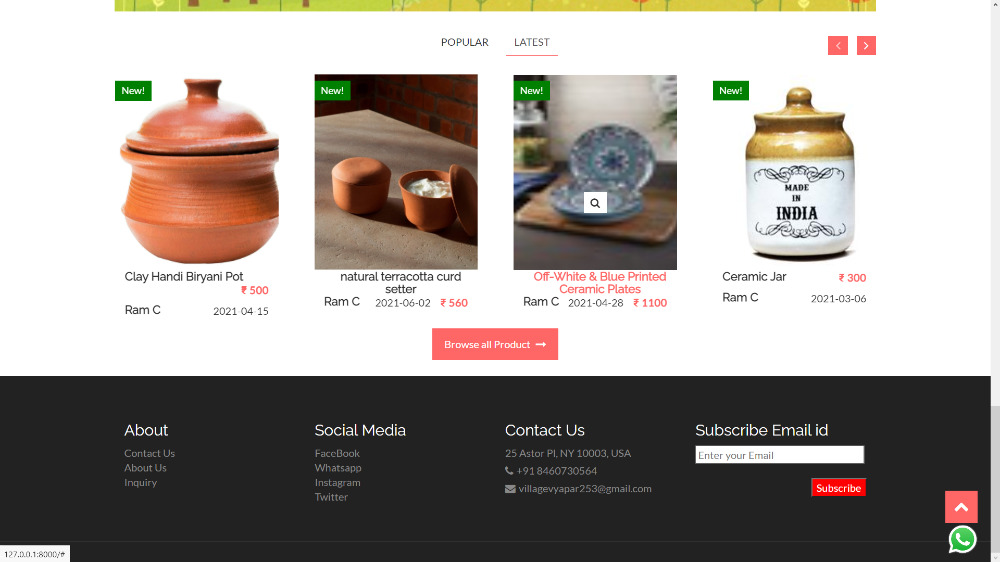 POPULAR LATEST
New!
New!
New!
New!
MADE
IN
INDIA
Clay Handi Biryani Pot
₹ 500
Ram C 2021-04-15
natural terracotta curd
setter
Ram C 2021-06-02 ₹ 560
Off-White & Blue Printed
Ceramic Plates
Ram C 2021-04-28 ₹ 1100
Ceramic Jar ₹ 300
Ram C 2021-03-06
Browse all Product
About
Contact Us
About Us
Inquiry
Social Media
FaceBook
Whatsapp
Instagram
Twitter
Contact Us
25 Astor Pl, NY 10003, USA
+91 8460730564
villagevyapar253@gmail.com
Subscribe Email id
Enter your Email
Subscribe
127.0.0.1:8000/#